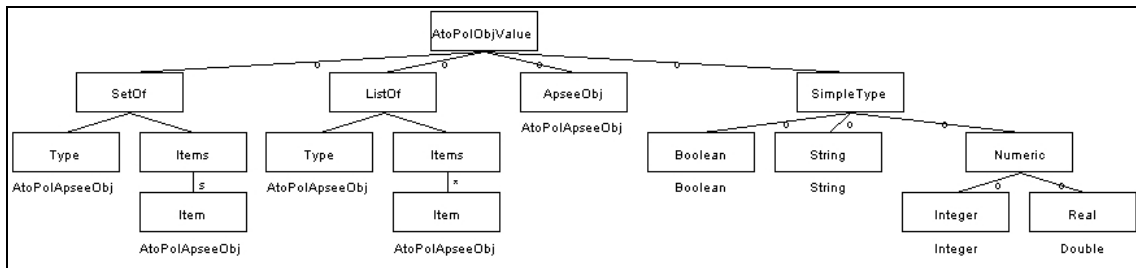 AtoPolObjValue
o o o o
SetOf ListOf ApseeObj SimpleType
AtoPolApseeObj
o o o
Type Items Type Items Boolean String Numeric
AtoPolApseeObj AtoPolApseeObj Boolean String
s * o o
Item Item Integer Real
AtoPolApseeObj AtoPolApseeObj Integer Double